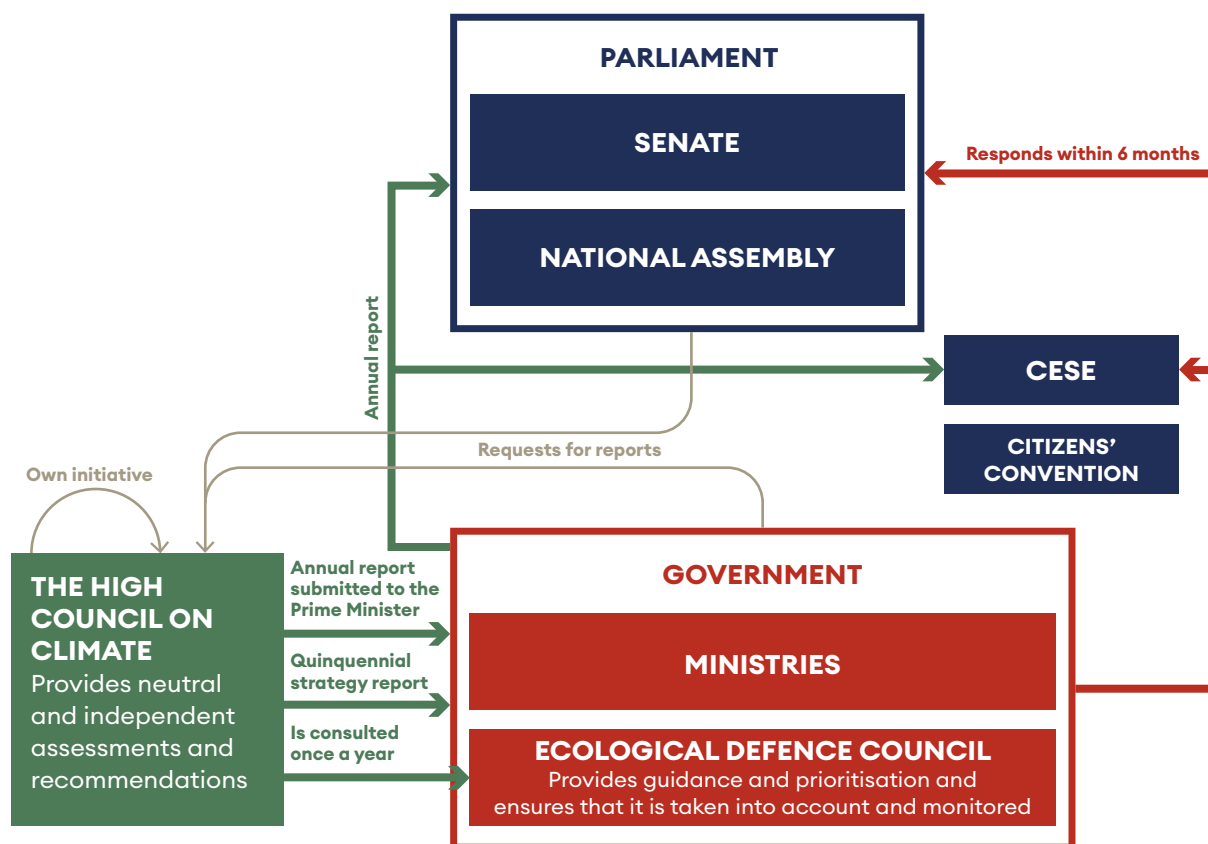 PARLIAMENT
SENATE
Responds within 6 months
NATIONAL ASSEMBLY
Annual report
CESE
CITIZENS’
CONVENTION
Requests for reports
Own initiative
THE HIGH
COUNCIL ON
CLIMATE
Provides neutral
and independent
assessments and
recommendations
Annual report
submitted to the
Prime Minister
Quinquennial
strategy report
Is consulted
once a year
GOVERNMENT
MINISTRIES
ECOLOGICAL DEFENCE COUNCIL
Provides guidance and prioritisation and
ensures that it is taken into account and monitored